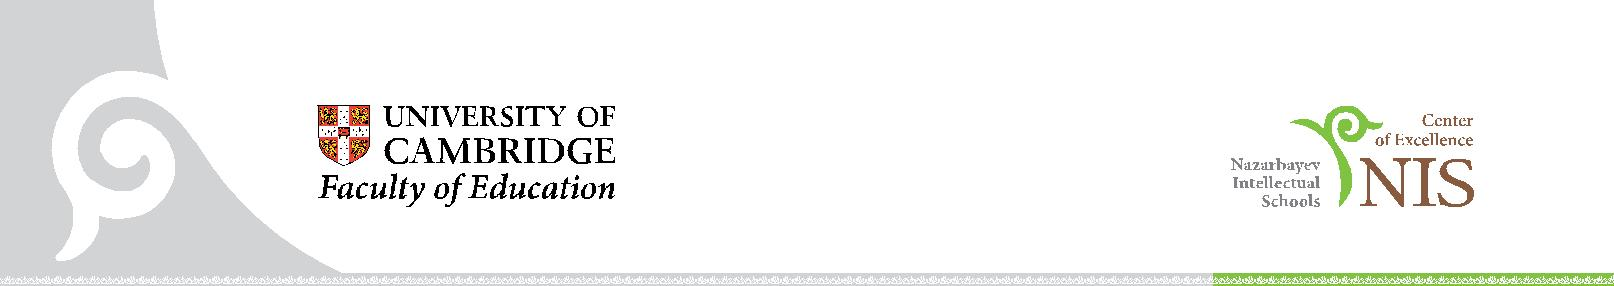 UNIVERSITY OF
CAMBRIDGE
Faculty of Education
Center
of Excellence
Nazarbayev
Intellectual
Schools
NIS